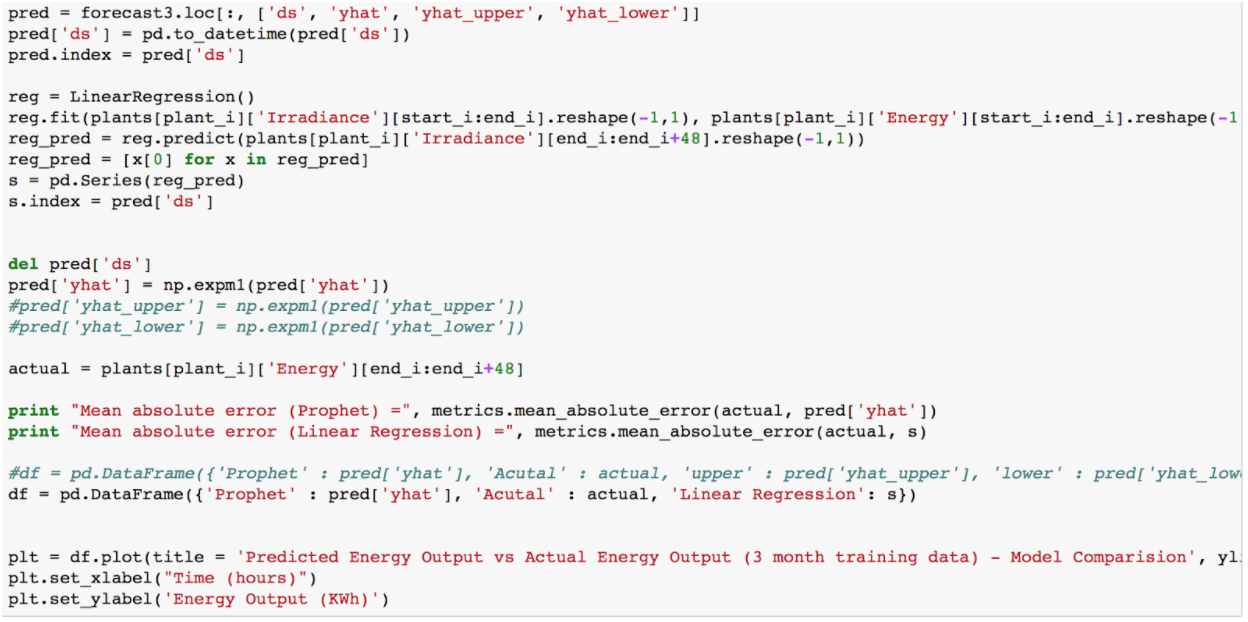 pred = forecast3.loc[:, ['ds', 'yhat', 'yhat_upper', 'yhat_lower']]
pred['ds'] = pd.to_datetime(pred['ds'])
pred.index = pred['ds']
reg = LinearRegression()
reg.fit(plants[plant_i]['Irradiance'][start_i:end_i].reshape(-1,1), plants[plant_i]['Energy'][start_i:end_i].reshape(-1
reg_pred = reg.predict(plants[plant_i]['Irradiance'][end_i:end_i+48].reshape(-1,1))
reg_pred = [x[0] for x in reg_pred]
s = pd.Series(reg_pred)
s.index = pred['ds']
del pred['ds']
pred['yhat'] = np.expm1(pred['yhat'])
#pred['yhat_upper'] = np.expm1(pred['yhat_upper'])
#pred['yhat_lower'] = np.expm1(pred['yhat_lower'])
actual = plants[plant_i]['Energy'][end_i:end_i+48]
print "Mean absolute error (Prophet) =", metrics.mean_absolute_error(actual, pred['yhat'])
print "Mean absolute error (Linear Regression) =", metrics.mean_absolute_error(actual, s)
#df = pd.DataFrame({'Prophet' : pred['yhat'], 'Acutal' : actual, 'upper' : pred['yhat_upper'], 'lower' : pred['yhat_low
df = pd.DataFrame({'Prophet' : pred['yhat'], 'Acutal' : actual, 'Linear Regression': s})
plt = df.plot(title = 'Predicted Energy Output vs Actual Energy Output (3 month training data) - Model Comparision', yl
plt.set_xlabel("Time (hours)")
plt.set_ylabel('Energy Output (KWh)')